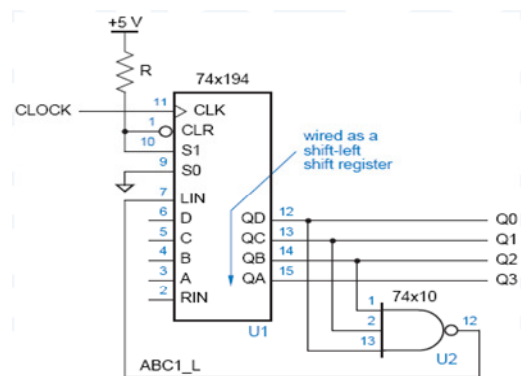 +5 V
R
74x194
CLOCK
11 CLK
1 CLR
10 S1
9 S0
7 LIN
6 D
5 C
4 B
3 A
2 RIN
wired as a
shift-left
shift register
QD 12 Q0
QC 13 Q1
QB 14 Q2
QA 15 Q3
U1
74x10
1
2
13
12
U2
ABC1_L